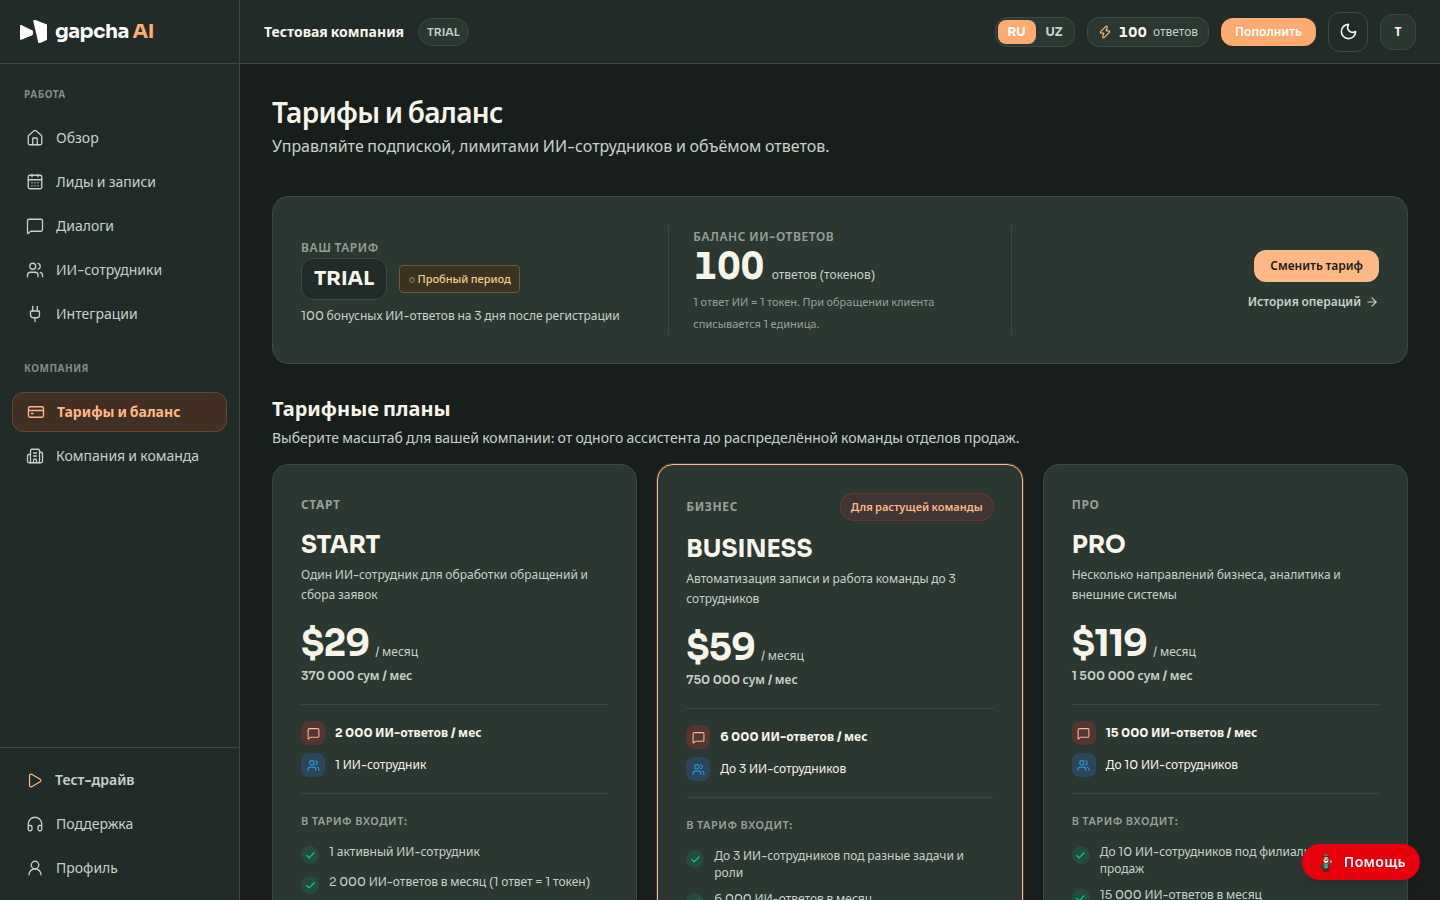 gapcha AI
Тестовая компания
TRIAL
RU
UZ
100 ответов
Пополнить
T
РАБОТА
Обзор
Лиды и записи
Диалоги
ИИ-сотрудники
Интеграции
КОМПАНИЯ
Тарифы и баланс
Компания и команда
Тест-драйв
Поддержка
Профиль
Тарифы и баланс
Управляйте подпиской, лимитами ИИ-сотрудников и объёмом ответов.
ВАШ ТАРИФ
TRIAL
Пробный период
100 бонусных ИИ-ответов на 3 дня после регистрации
БАЛАНС ИИ-ОТВЕТОВ
100 ответов (токенов)
1 ответ ИИ = 1 токен. При обращении клиента
списывается 1 единица.
Сменить тариф
История операций →
Тарифные планы
Выберите масштаб для вашей компании: от одного ассистента до распределённой команды отделов продаж.
СТАРТ
START
Один ИИ-сотрудник для обработки обращений и
сбора заявок
$29 / месяц
370 000 сум / мес
2 000 ИИ-ответов / мес
1 ИИ-сотрудник
В ТАРИФ ВХОДИТ:
1 активный ИИ-сотрудник
2 000 ИИ-ответов в месяц (1 ответ = 1 токен)
БИЗНЕС
Для растущей команды
BUSINESS
Автоматизация записи и работа команды до 3
сотрудников
$59 / месяц
750 000 сум / мес
6 000 ИИ-ответов / мес
До 3 ИИ-сотрудников
В ТАРИФ ВХОДИТ:
До 3 ИИ-сотрудников под разные задачи и
роли
6 000 ИИ-ответов в месяц
ПРО
PRO
Несколько направлений бизнеса, аналитика и
внешние системы
$119 / месяц
1 500 000 сум / мес
15 000 ИИ-ответов / мес
До 10 ИИ-сотрудников
В ТАРИФ ВХОДИТ:
До 10 ИИ-сотрудников под
продаж
15 000 ИИ-ответов в месяц
Помощь